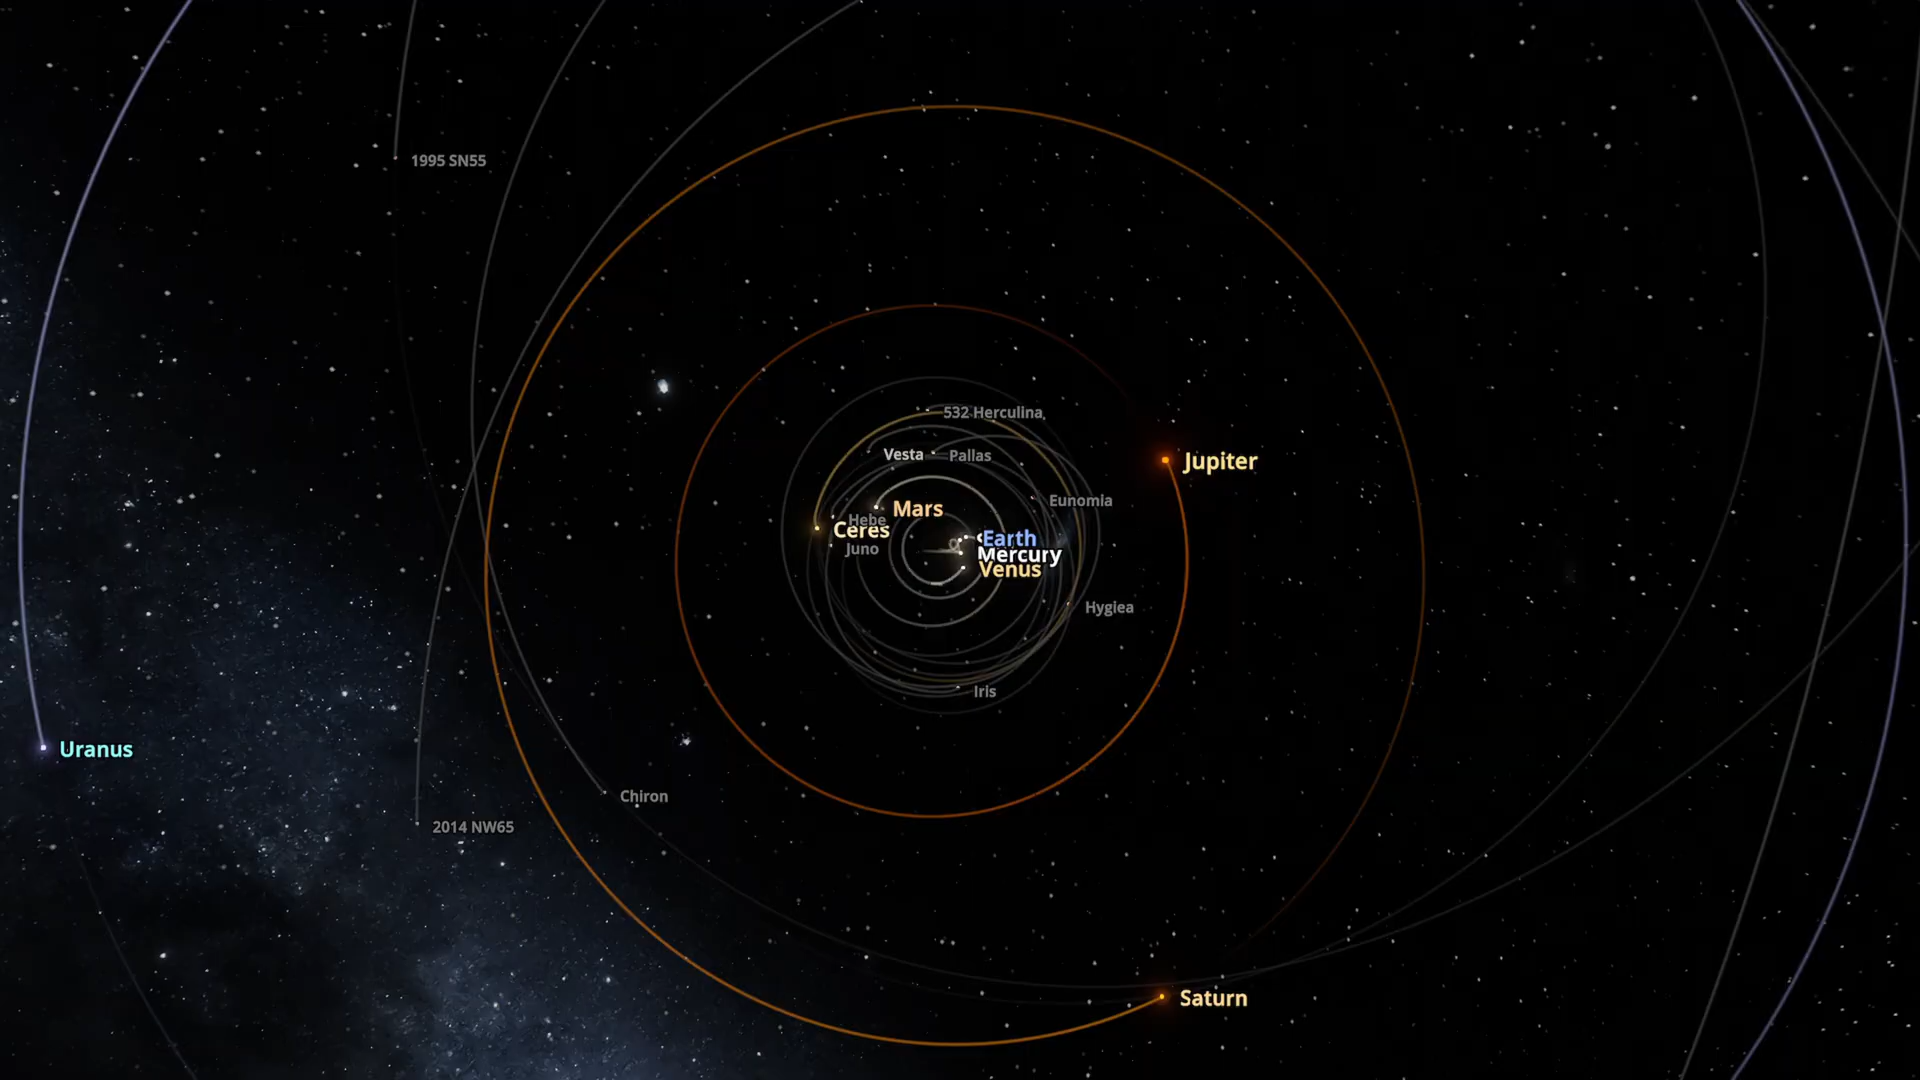 1995 SN55
532 Herculina
Vesta
Pallas
Jupiter
Eunomia
Mars
Hebe
Ceres
Earth
Juno
Mercury
Venus
Hygiea
Iris
Uranus
Chiron
2014 NW65
Saturn